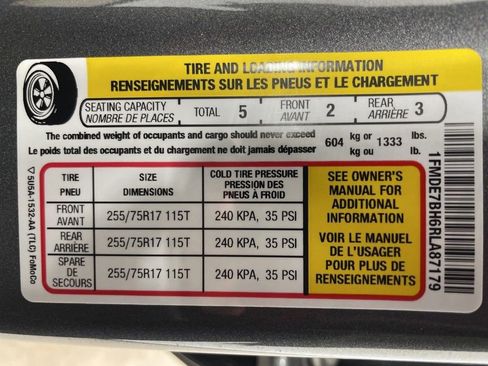 TIRE AND LOADING INFORMATION
RENSEIGNEMENTS SUR LES PNEUS ET LE CHARGEMENT
SEATING CAPACITY
NOMBRE DE PLACES
TOTAL 5
FRONT
AVANT
2
REAR
ARRIÈRE
3
The combined weight of occupants and cargo should never exceed
Le poids total des occupants et du chargement ne doit jamais dépasser
604
kg or
kg ou
1333
lbs.
lb.
TIRE
PNEU
SIZE
DIMENSIONS
COLD TIRE PRESSURE
PRESSION DES
PNEUS À FROID
FRONT
AVANT
255/75R17 115T
240 KPA, 35 PSI
REAR
ARRIÈRE
255/75R17 115T
240 KPA, 35 PSI
SPARE
DE
SECOURS
255/75R17 115T
240 KPA, 35 PSI
SEE OWNER'S
MANUAL FOR
ADDITIONAL
INFORMATION
VOIR LE MANUEL
DE L'USAGER
POUR PLUS DE
RENSEIGNEMENTS
5U5A-1532-AA (TLC) FoMoCo
1FMDE7BH6RLA87179